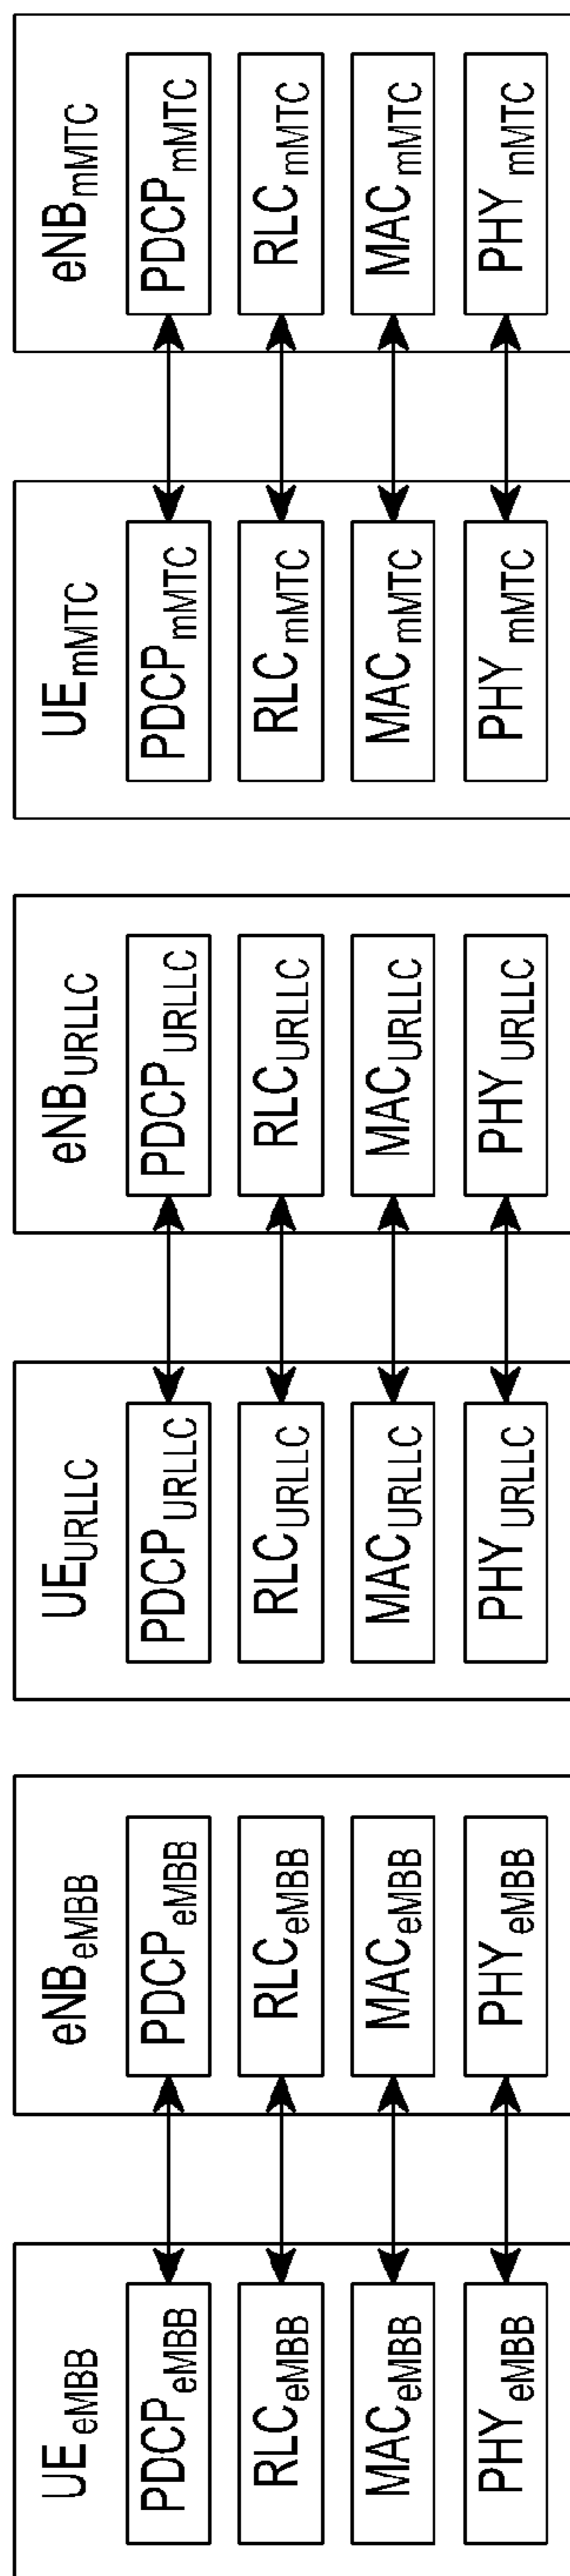 UEeMBB
PDCPeMBB
RLCeMBB
MACeMBB
PHYeMBB
eNBeMBB
PDCPeMBB
RLCeMBB
MACeMBB
PHYeMBB
UEURLLC
PDCPURLLC
RLCURLLC
MACURLLC
PHYURLLC
eNBURLLC
PDCPURLLC
RLCURLLC
MACURLLC
PHYURLLC
UEmMTC
PDCPmMTC
RLCmMTC
MACmMTC
PHYmMTC
eNBmMTC
PDCPmMTC
RLCmMTC
MACmMTC
PHYmMTC